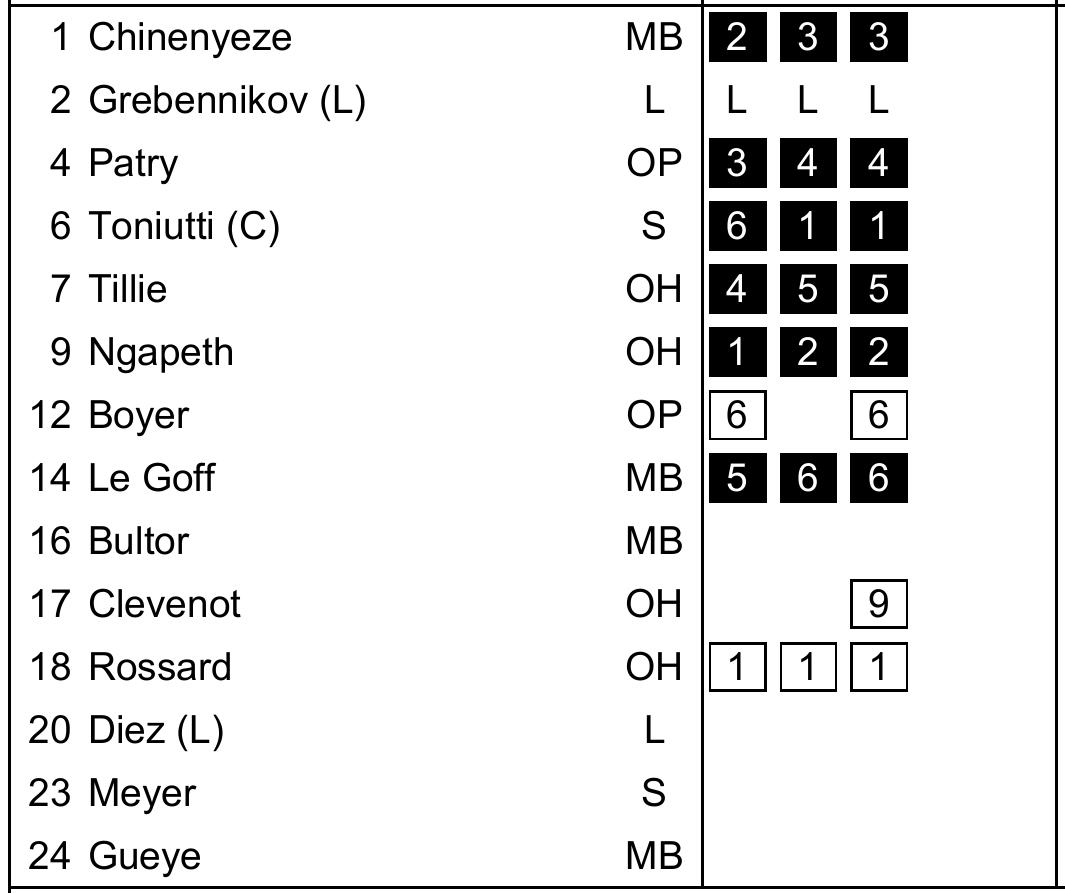 1 Chinenyeze MB 2 3 3
2 Grebennikov (L) L L L L
4 Patry OP 3 4 4
6 Toniutti (C) S 6 1 1
7 Tillie OH 4 5 5
9 Ngapeth OH 1 2 2
12 Boyer OP 6 6
14 Le Goff MB 5 6 6
16 Bultor MB
17 Clevenot OH 9
18 Rossard OH 1 1 1
20 Diez (L) L
23 Meyer S
24 Gueye MB